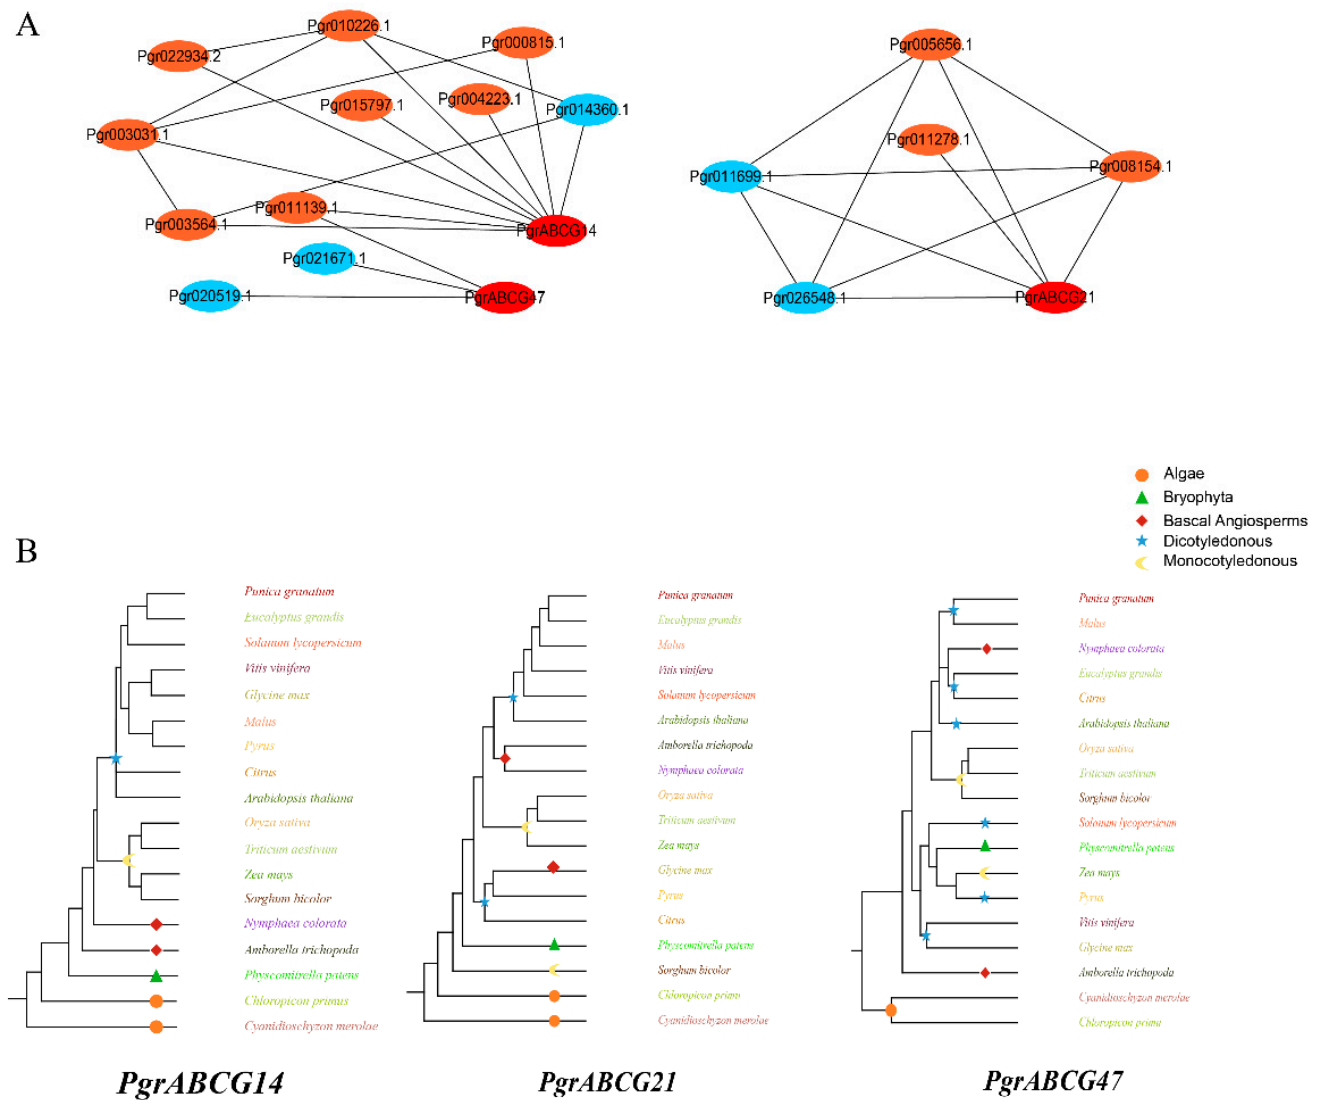 A
Pgr010226.1
Pgr022934.2
Pgr000815.1
Pgr015797.1
Pgr004223.1
Pgr014360.1
Pgr003031.1
Pgr011139.1
Pgr003564.1
PgrABCG14
Pgr021671.1
Pgr020519.1
PgrABCG47
Pgr005656.1
Pgr011278.1
Pgr008154.1
Pgr011699.1
Pgr026548.1
PgrABCG21
Algae
Bryophyta
Bascal Angiosperms
Dicotyledonous
Monocotyledonous
B
Punica granatum
Eucalyptus grandis
Solanum lycopersicum
Vitis vinifera
Glycine max
Malus
Pyrus
Citrus
Arabidopsis thaliana
Oryza sativa
Triticum aestivum
Zea mays
Sorghum bicolor
Nymphaea colorata
Amborella trichopoda
Physcomitrella patens
Chloropicon primus
Cyanidioschyzon merolae
PgrABCG14
Punica granatum
Eucalyptus grandis
Malus
Vitis vinifera
Solanum lycopersicum
Arabidopsis thaliana
Amborella trichopoda
Nymphaea colorata
Oryza sativa
Triticum aestivum
Zea mays
Glycine max
Pyrus
Citrus
Physcomitrella patens
Sorghum bicolor
Chloropicon primu
Cyanidioschyzon merolae
PgrABCG21
Punica granatum
Malus
Nymphaea colorata
Eucalyptus grandis
Citrus
Arabidopsis thaliana
Oryza sativa
Triticum aestivum
Sorghum bicolor
Solanum lycopersicum
Physcomitrella patens
Zea mays
Pyrus
Vitis vinifera
Glycine max
Amborella trichopoda
Cyanidioschyzon merolae
Chloropicon primu
PgrABCG47